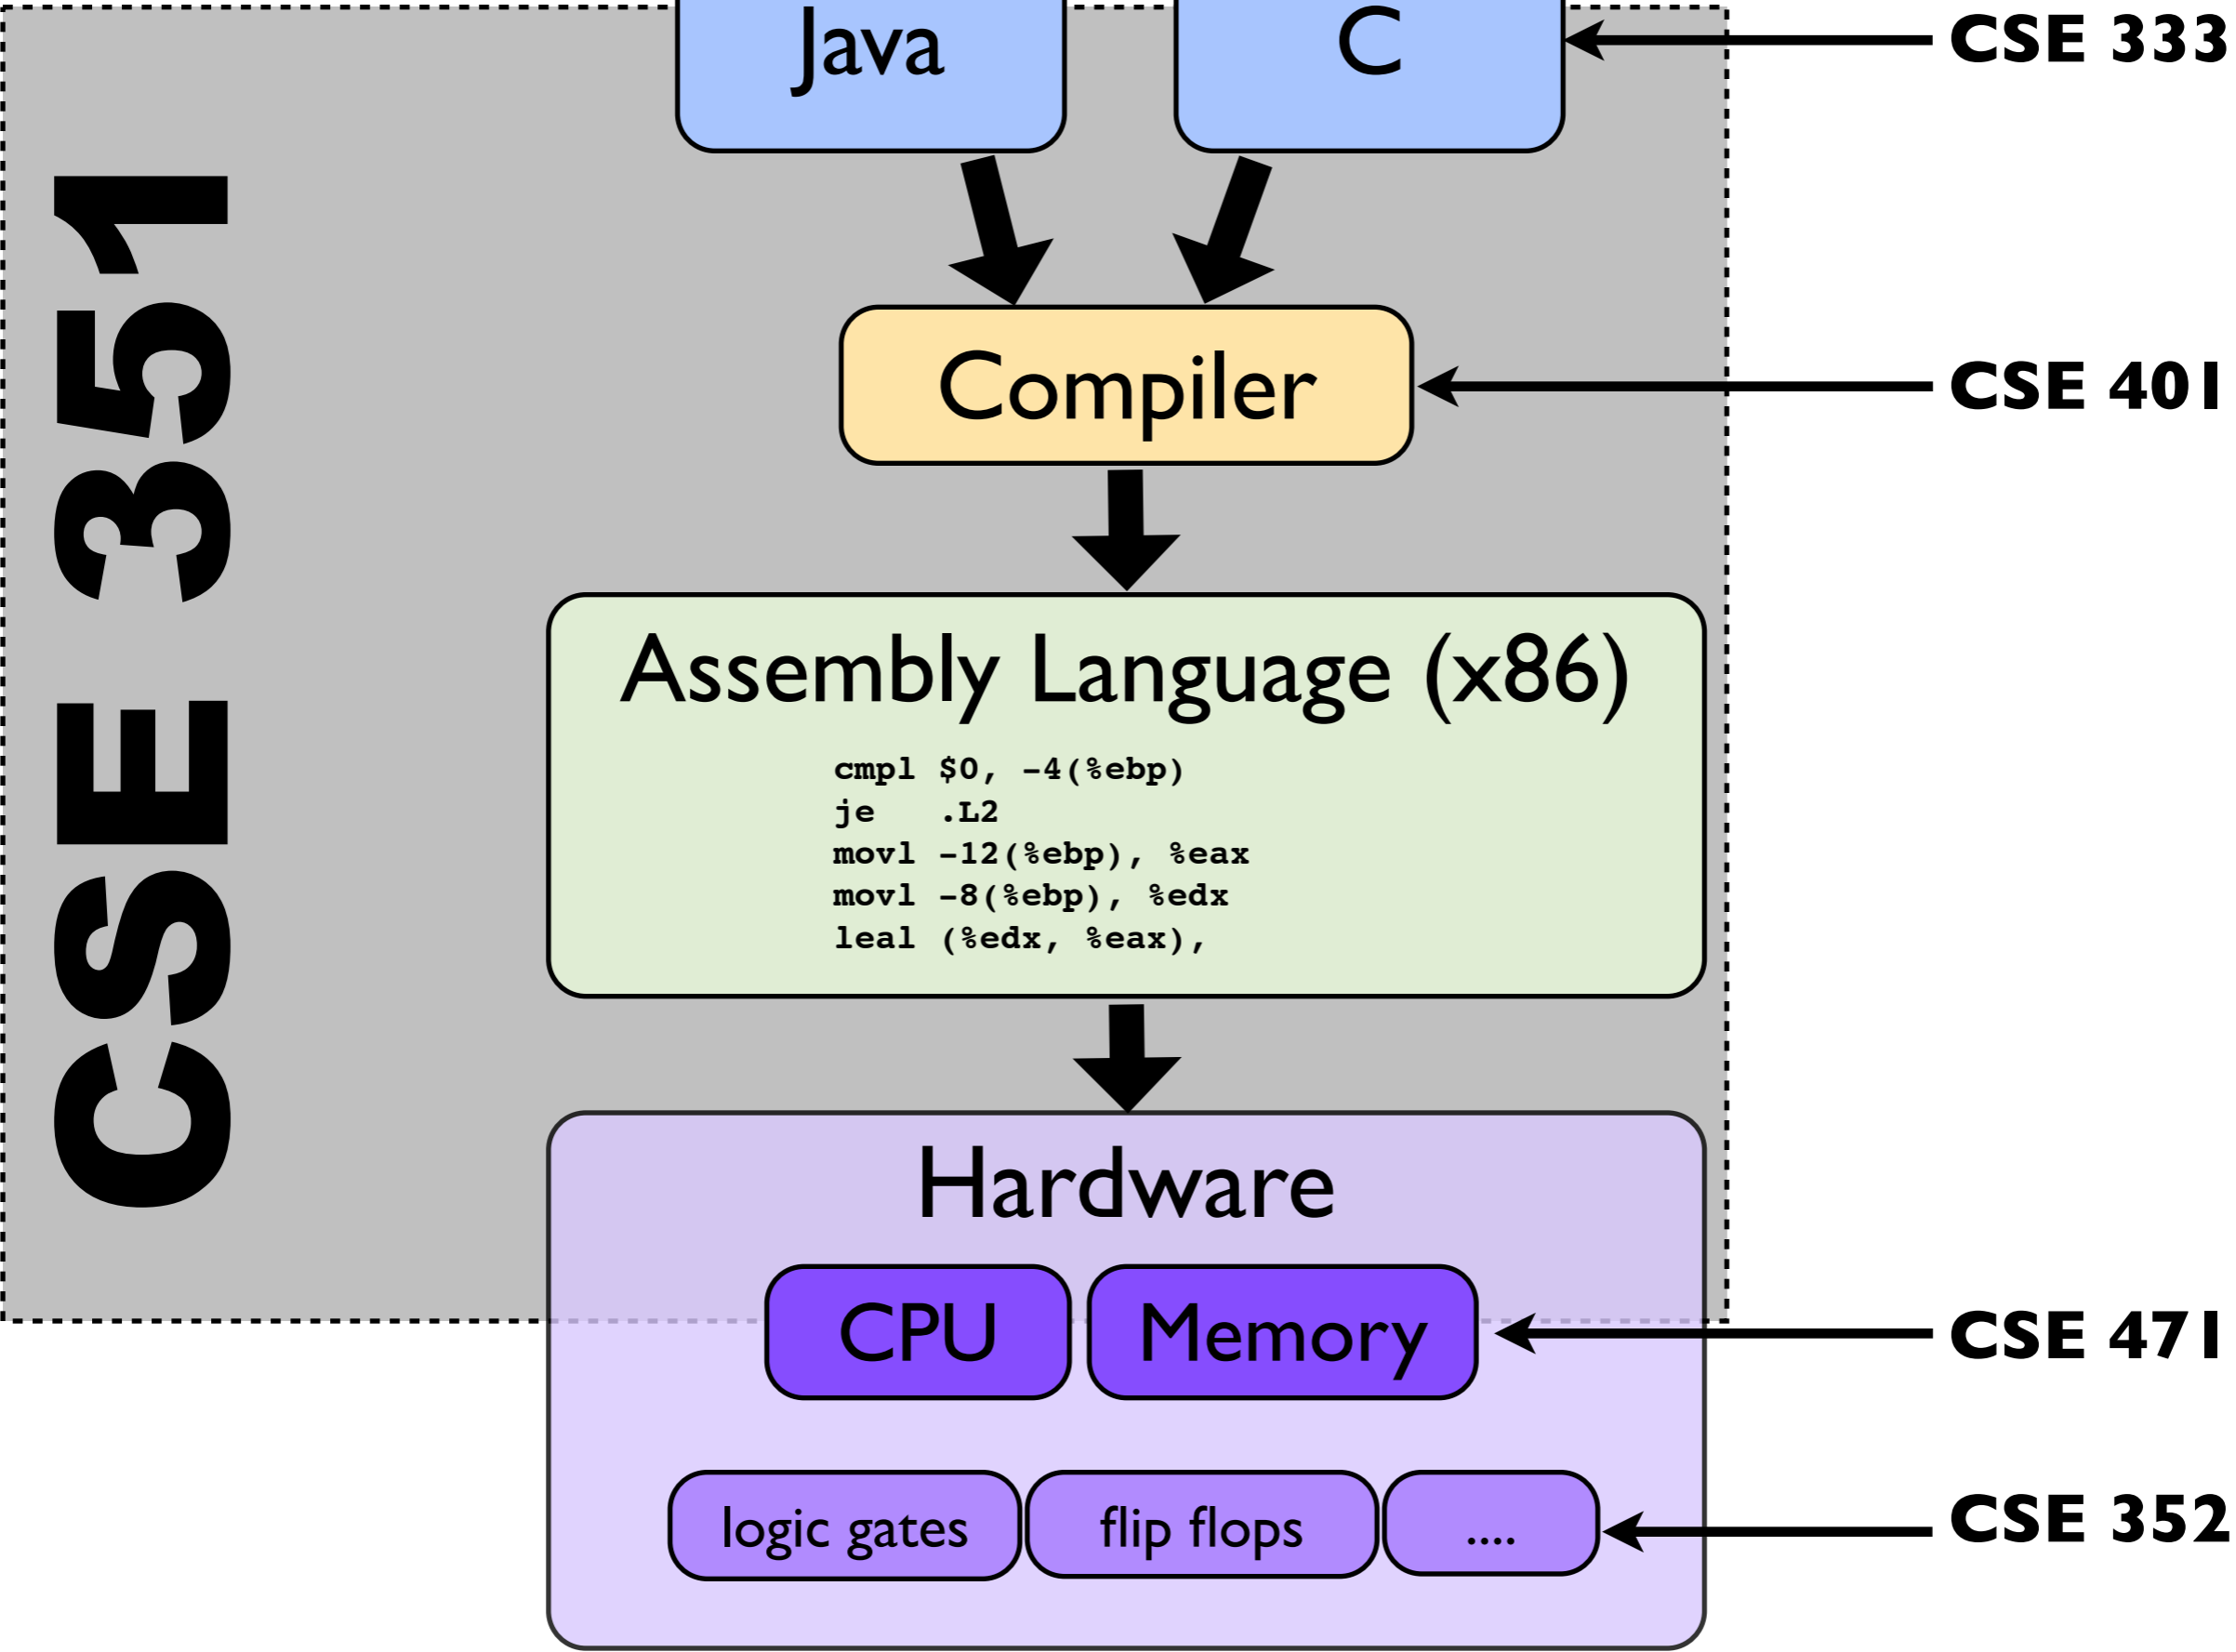 Java
C
CSE 333
CSE 351
Compiler
CSE 401
Assembly Language (x86)
cmpl $0, -4(%ebp)
je   .L2
movl -12(%ebp), %eax
movl -8(%ebp), %edx
leal (%edx, %eax),
Hardware
CPU
Memory
CSE 471
logic gates
flip flops
....
CSE 352